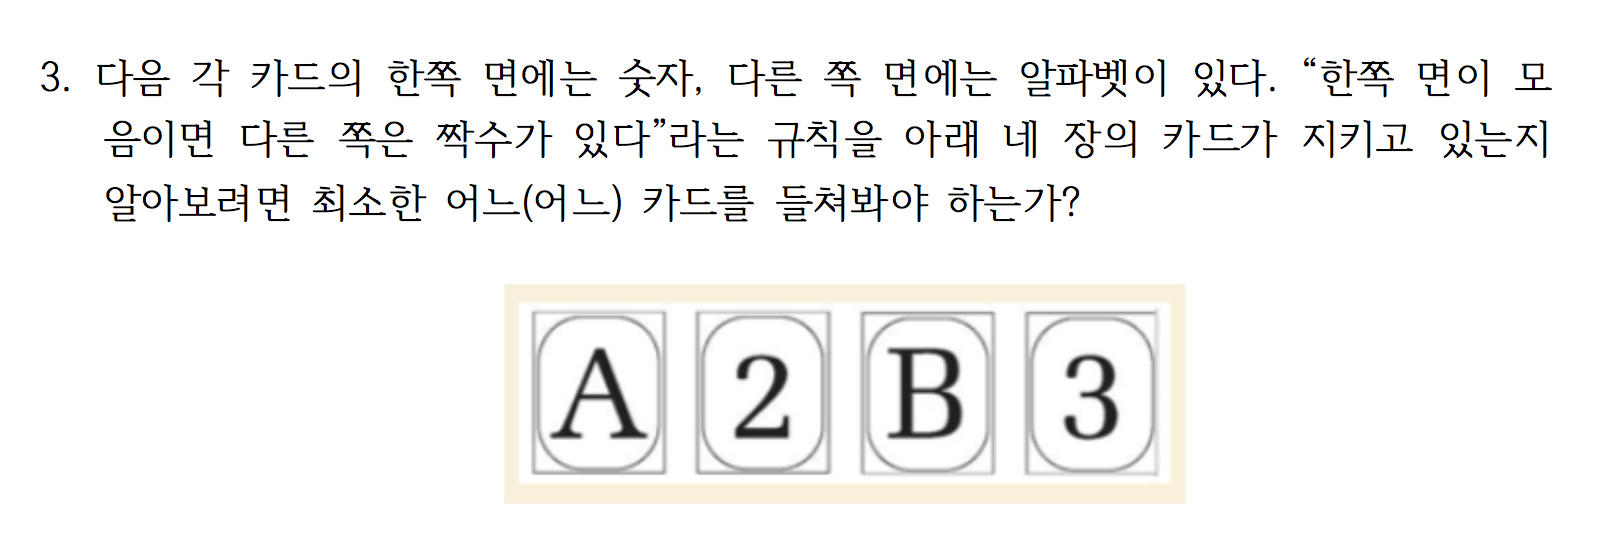 3. 다음 각 카드의 한쪽 면에는 숫자, 다른 쪽 면에는 알파벳이 있다. “한쪽 면이 모
음이면 다른 쪽은 짝수가 있다”라는 규칙을 아래 네 장의 카드가 지키고 있는지
알아보려면 최소한 어느(어느) 카드를 들쳐봐야 하는가?
A 2 B 3